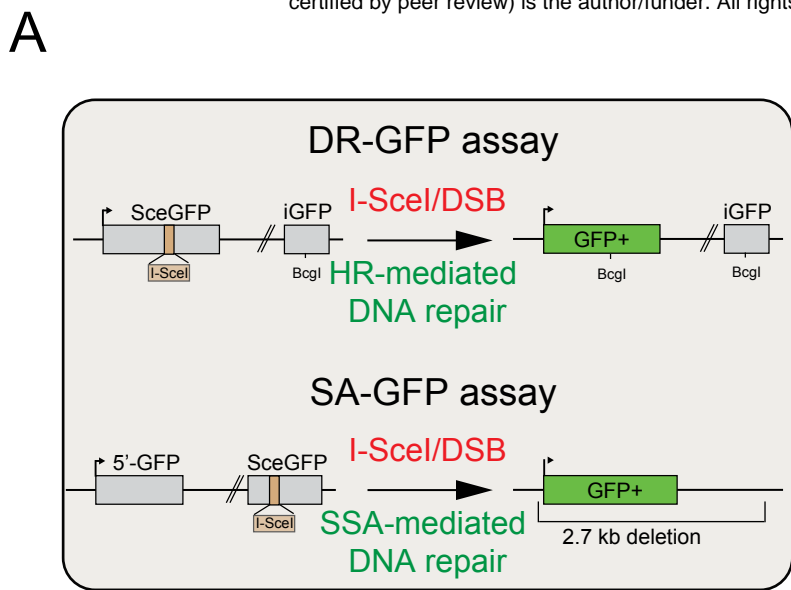 certified by peer review) is the author/funder. All rights
A
DR-GFP assay
SceGFP
iGFP
I-SceI/DSB
iGFP
GFP+
I-SceI
BcgI
HR-mediated
DNA repair
BcgI
BcgI
SA-GFP assay
5'-GFP
SceGFP
I-SceI/DSB
GFP+
I-SceI
SSA-mediated
DNA repair
2.7 kb deletion